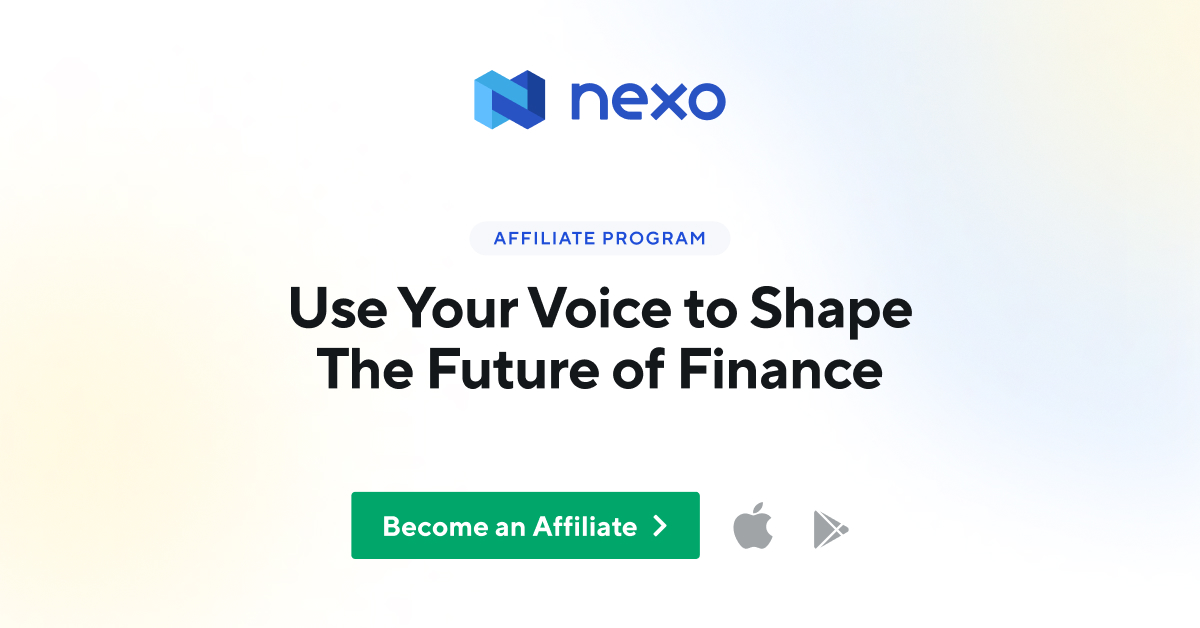 nexo
AFFILIATE PROGRAM
Use Your Voice to Shape
The Future of Finance
Become an Affiliate